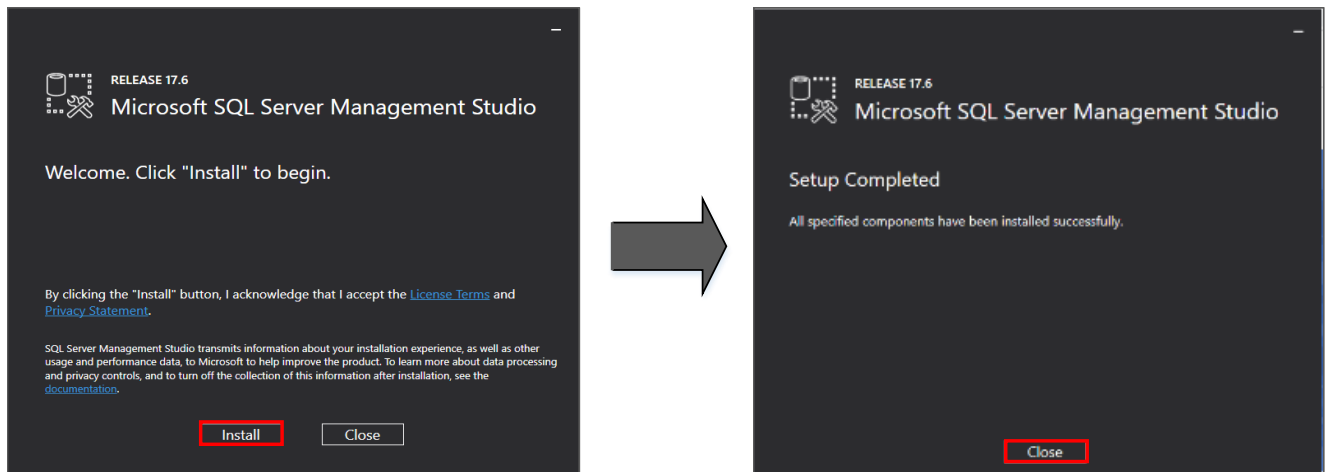 RELEASE 17.6
Microsoft SQL Server Management Studio
Welcome. Click "Install" to begin.
By clicking the "Install" button, I acknowledge that I accept the License Terms and
Privacy Statement.
SQL Server Management Studio transmits information about your installation experience, as well as other
usage and performance data, to Microsoft to help improve the product. To learn more about data processing
and privacy controls, and to turn off the collection of this information after installation, see the
documentation.
Install
Close
RELEASE 17.6
Microsoft SQL Server Management Studio
Setup Completed
All specified components have been installed successfully.
Close